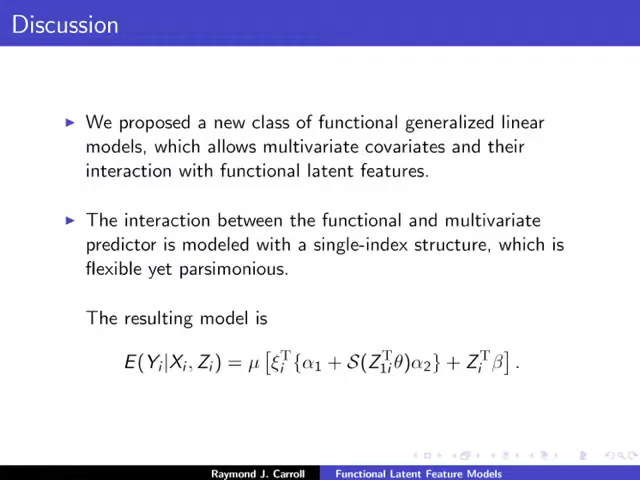 Discussion
We proposed a new class of functional generalized linear
models, which allows multivariate covariates and their
interaction with functional latent features.
The interaction between the functional and multivariate
predictor is modeled with a single-index structure, which is
flexible yet parsimonious.
The resulting model is
E(Y_i|X_i, Z_i) = μ [ξ_i^T{α_1 + S(Z_{1i}^T θ)α_2} + Z_i^T β] .
Raymond J. Carroll Functional Latent Feature Models